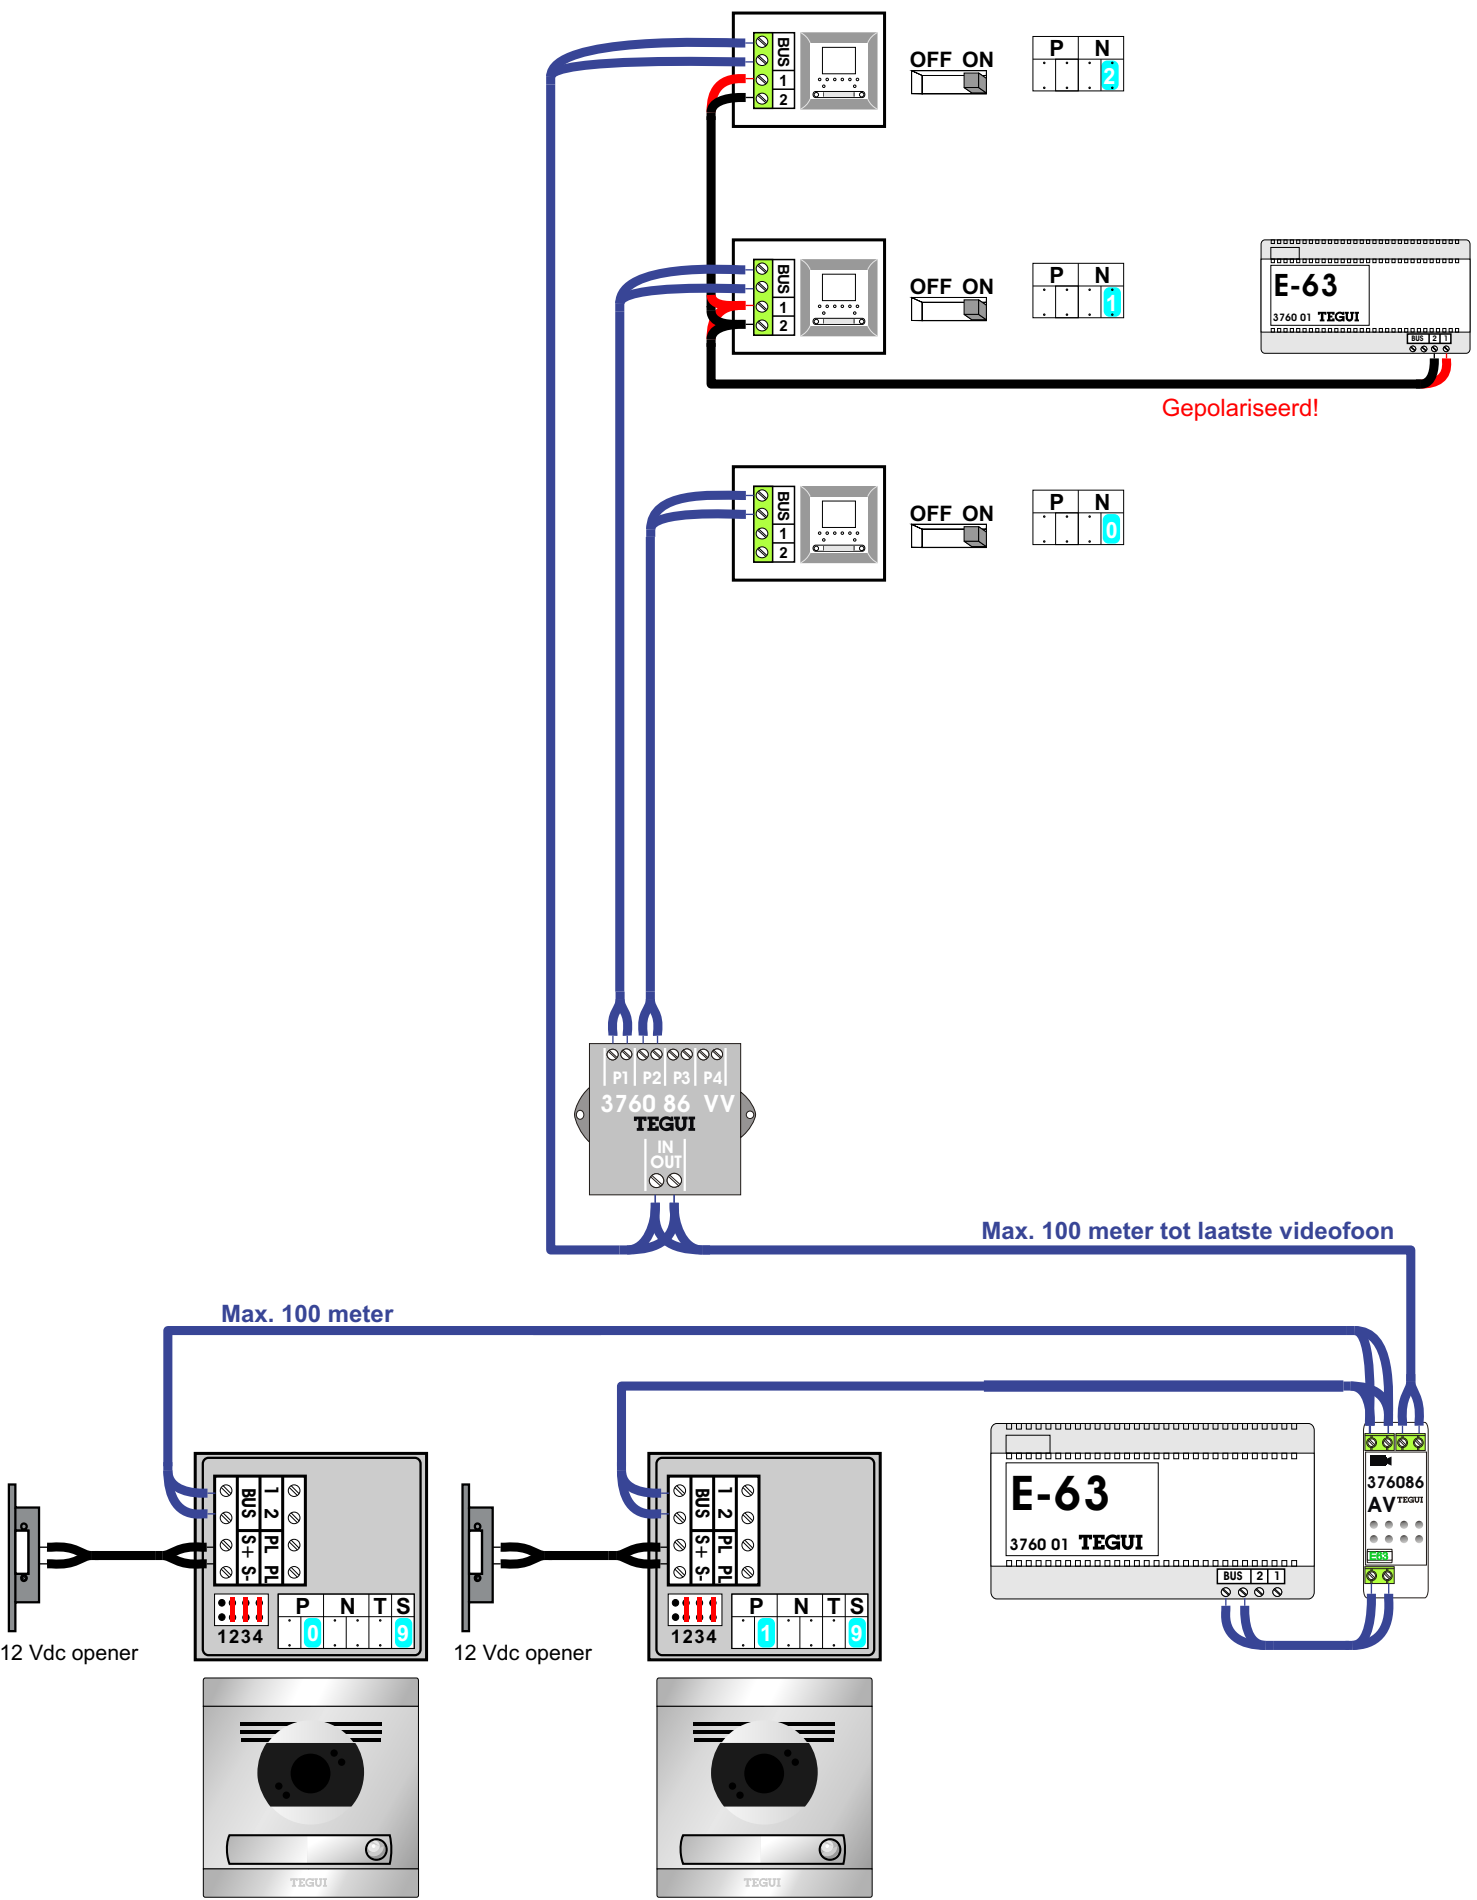 BUS
1
2
OFF ON
P N
2
BUS
1
2
OFF ON
P N
1
E-63
3760 01 TEGUI
BUS 2 1
Gepolariseerd!
BUS
1
2
OFF ON
P N
0
P1 P2 P3 P4
3760 86 VV
TEGUI
IN
OUT
Max. 100 meter tot laatste videofoon
Max. 100 meter
BUS 1 2
S+ S- PL PL
1234
P N T S
0 9
12 Vdc opener
BUS 1 2
S+ S- PL PL
1234
P N T S
1 9
12 Vdc opener
E-63
3760 01 TEGUI
BUS 2 1
376086
AV TEGUI
E63
TEGUI
TEGUI